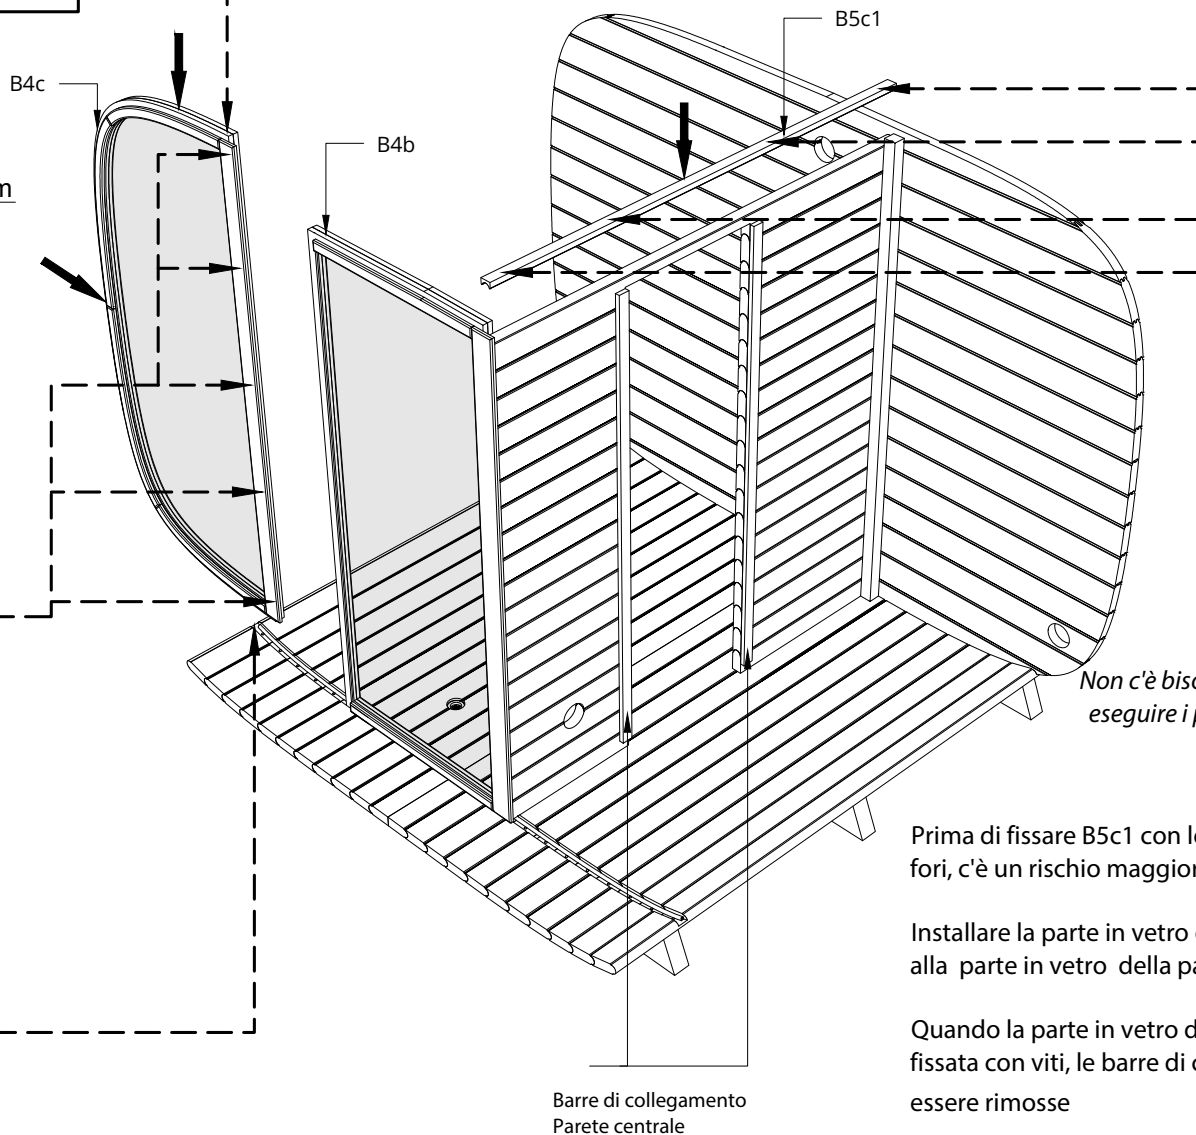 B5c1
B4c
B4b
m
Non c'è biso
eseguire i p
Prima di fissare B5c1 con le
fori, c'è un rischio maggior
Installare la parte in vetro
alla parte in vetro della pa
Quando la parte in vetro d
fissata con viti, le barre di
essere rimosse
Barre di collegamento
Parete centrale